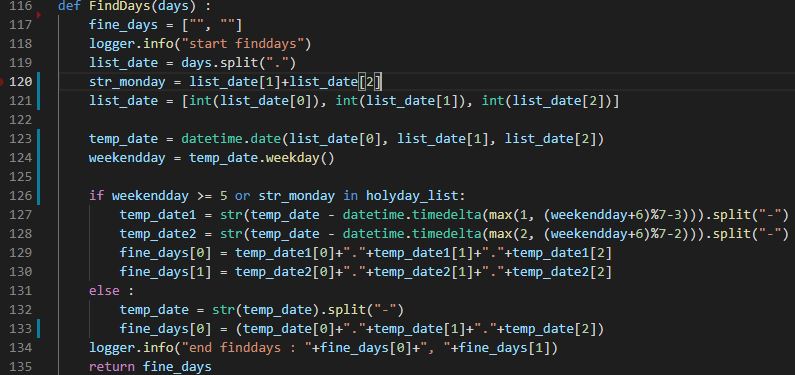 116 def FindDays(days) :
117 fine_days = ["", ""]
118 logger.info("start finddays")
119 list_date = days.split(".")
120 str_monday = list_date[1]+list_date[2]
121 list_date = [int(list_date[0]), int(list_date[1]), int(list_date[2])]
122
123 temp_date = datetime.date(list_date[0], list_date[1], list_date[2])
124 weekendday = temp_date.weekday()
125
126 if weekendday >= 5 or str_monday in holyday_list:
127 temp_date1 = str(temp_date - datetime.timedelta(max(1, (weekendday+6)%7-3))).split("-")
128 temp_date2 = str(temp_date - datetime.timedelta(max(2, (weekendday+6)%7-2))).split("-")
129 fine_days[0] = temp_date1[0]+"."+temp_date1[1]+"."+temp_date1[2]
130 fine_days[1] = temp_date2[0]+"."+temp_date2[1]+"."+temp_date2[2]
131 else :
132 temp_date = str(temp_date).split("-")
133 fine_days[0] = (temp_date[0]+"."+temp_date[1]+"."+temp_date[2])
134 logger.info("end finddays : "+fine_days[0]+", "+fine_days[1])
135 return fine_days